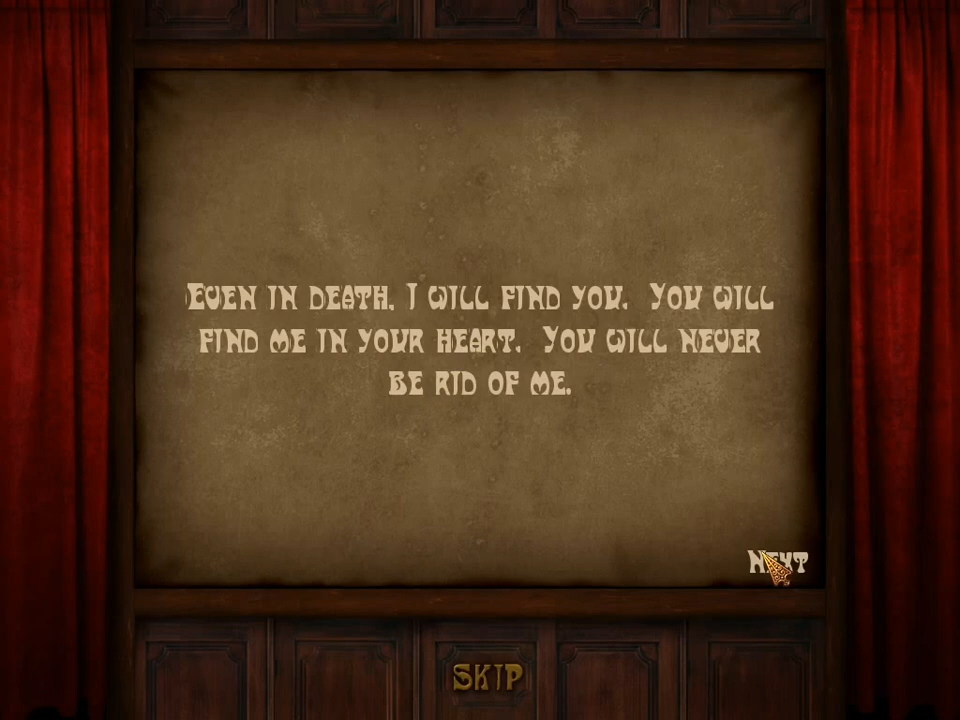 Even in death, I will find you. You will
find me in your heart. You will never
be rid of me.
Next
SKIP